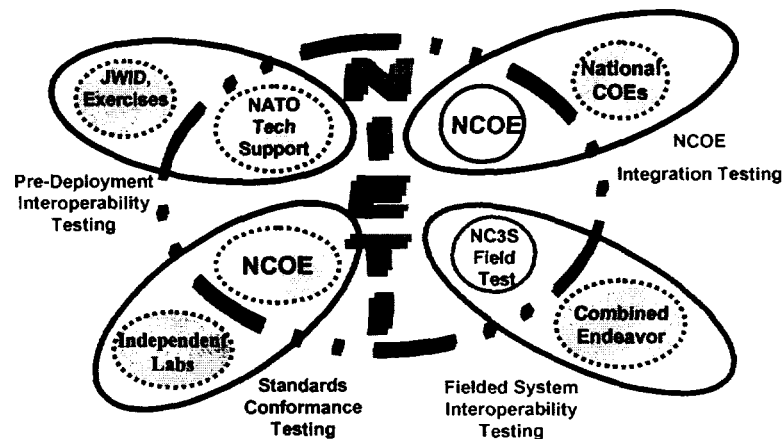 JWID,
Exercises
NATO
Tech
Support
Pre-Deployment
Interoperability
Testing
NIETI
NCOE
National
COEs
NCOE
Integration Testing
NCOE
Independent
Labs
Standards
Conformance
Testing
NC3S
Field
Test
Combined
Endeavor
Fielded System
Interoperability
Testing